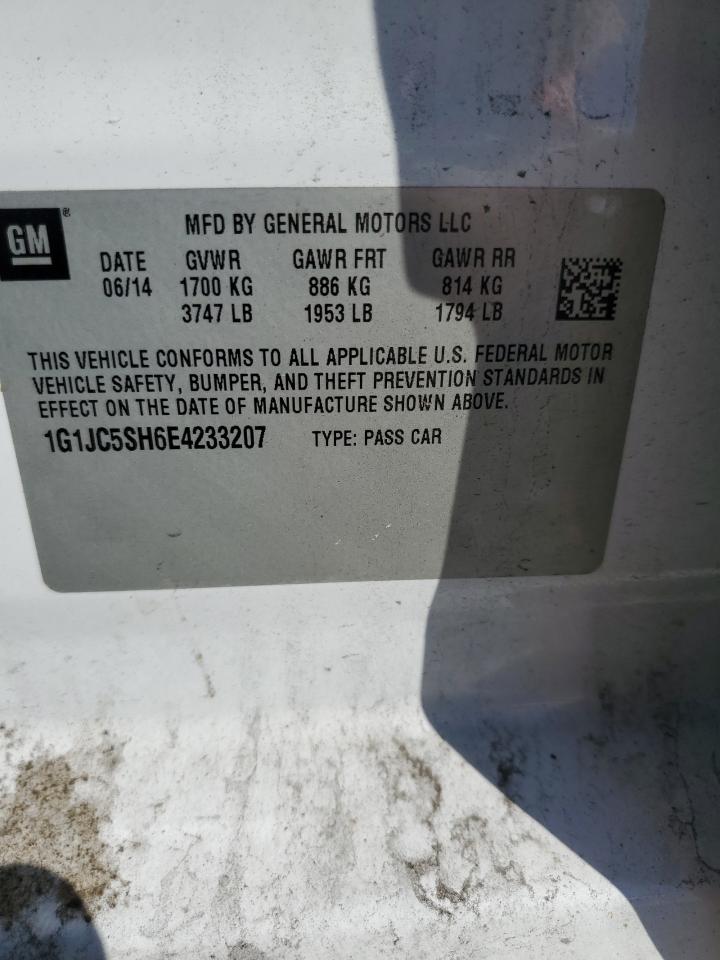 GM®
MFD BY GENERAL MOTORS LLC
DATE GVWR GAWR FRT GAWR RR
06/14 1700 KG 886 KG 814 KG
3747 LB 1953 LB 1794 LB
THIS VEHICLE CONFORMS TO ALL APPLICABLE U.S. FEDERAL MOTOR
VEHICLE SAFETY, BUMPER, AND THEFT PREVENTION STANDARDS IN
EFFECT ON THE DATE OF MANUFACTURE SHOWN ABOVE.
1G1JC5SH6E4233207 TYPE: PASS CAR